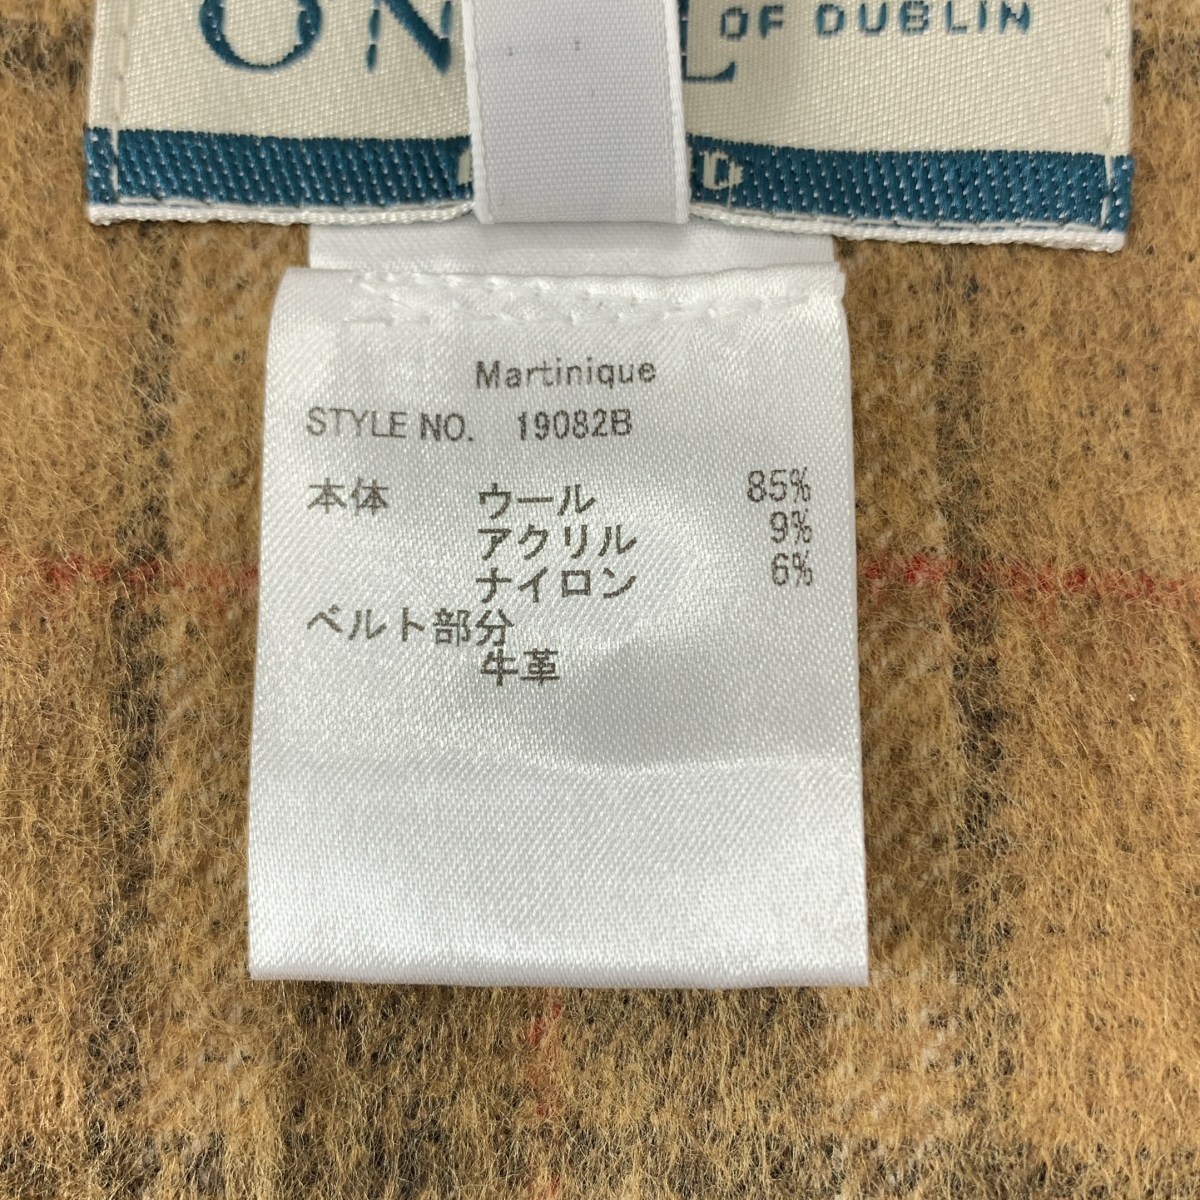 OF DUBLIN
Martinique
STYLE NO. 19082B
本体 ウール 85%
アクリル 9%
ナイロン 6%
ベルト部分
牛革